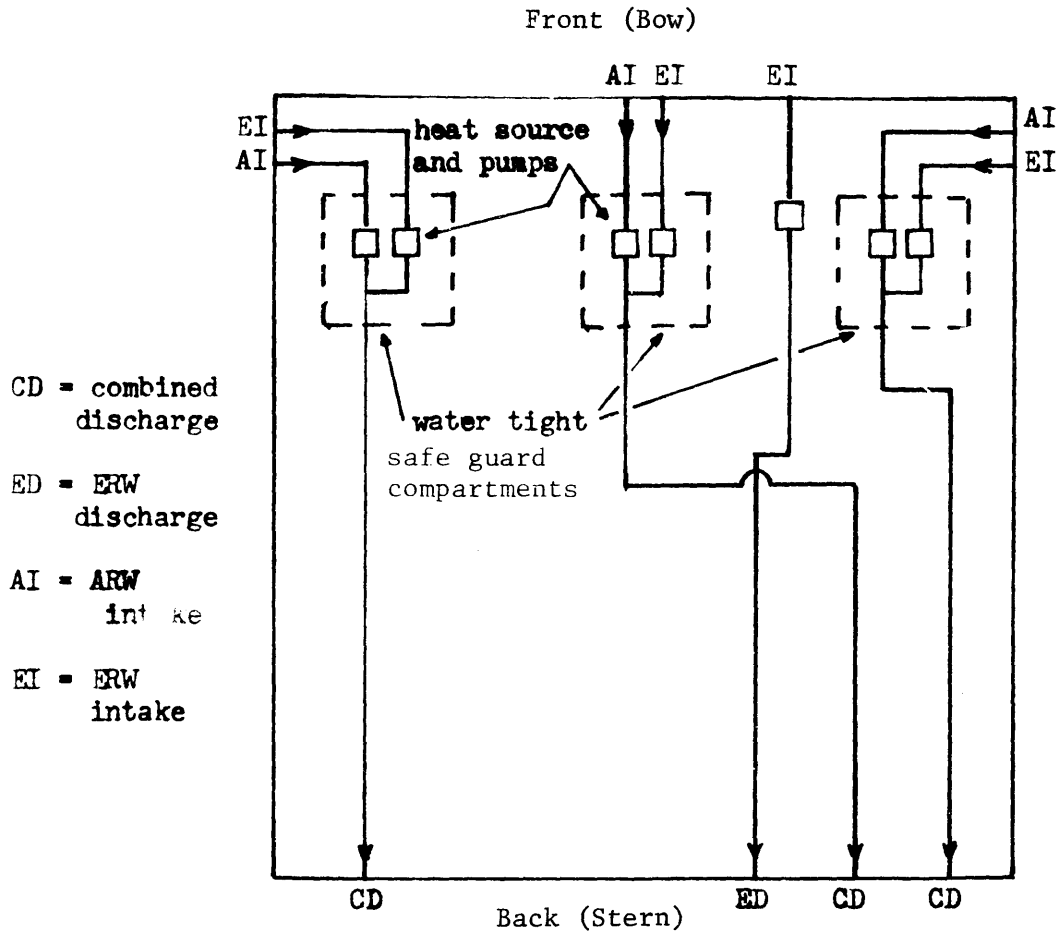 Front (Bow)
AI EI EI
EI
AI
heat source
and pumps
AI
EI
CD = combined
discharge
water tight
safe guard
compartments
ED = ERW
discharge
AI = ARW
EI = ERW
intake
CD
ED
CD
CD
Back (Stern)